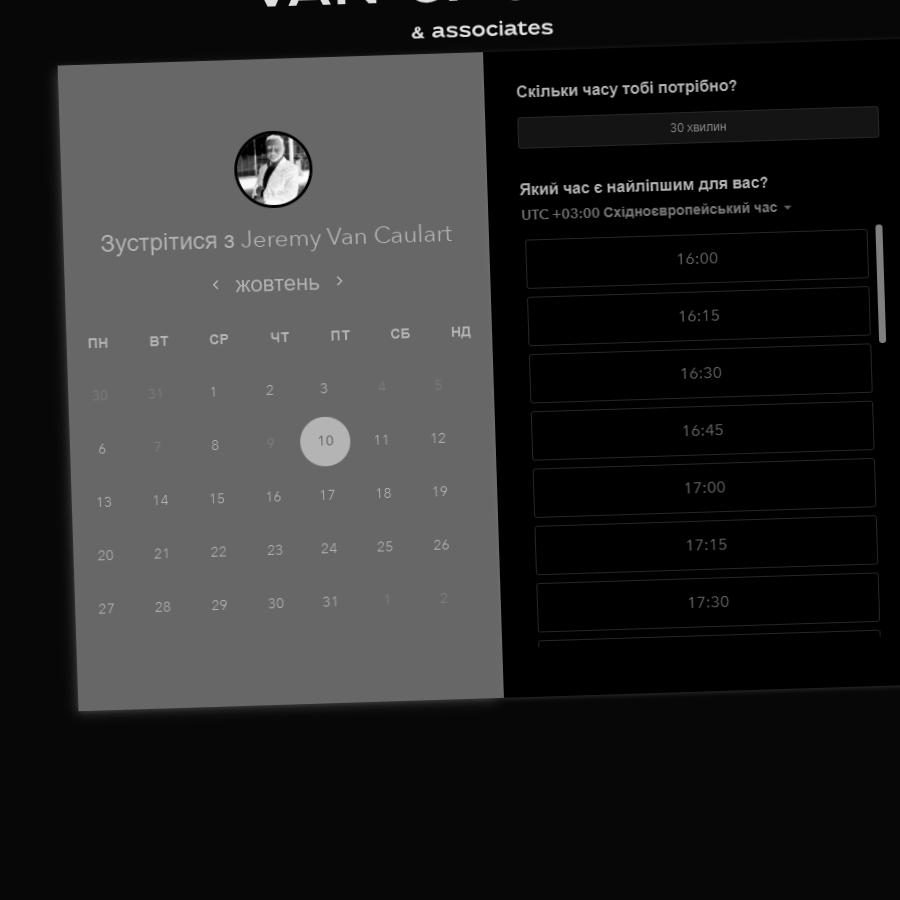 & associates
Зустрітися з Jeremy Van Caulart
жовтень
ПН ВТ СР ЧТ ПТ СБ НД
30 31 1 2 3 4 5
6 7 8 9 10 11 12
13 14 15 16 17 18 19
20 21 22 23 24 25 26
27 28 29 30 31 1 2
Скільки часу тобі потрібно?
30 хвилин
Який час є найліпшим для вас?
UTC +03:00 Східноєвропейський час
16:00
16:15
16:30
16:45
17:00
17:15
17:30